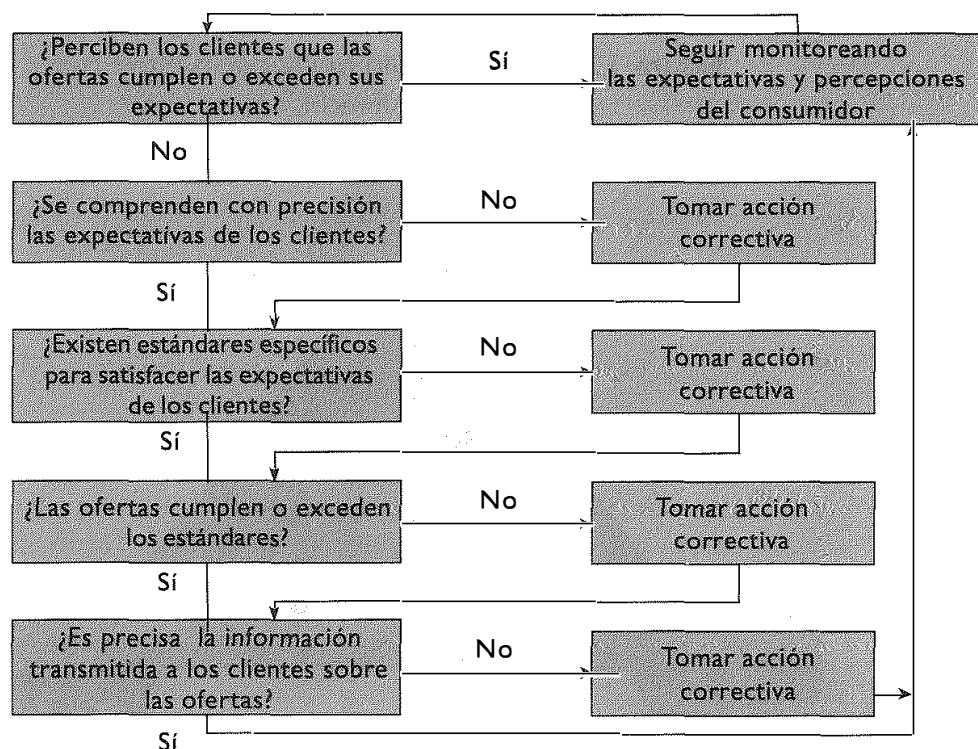 ¿Perciben los clientes que las
ofertas cumplen o exceden sus
expectativas?
Sí
Seguir monitoreando
las expectativas y percepciones
del consumidor
No
¿Se comprenden con precisión
las expectativas de los clientes?
No
Tomar acción
correctiva
Sí
¿Existen estándares específicos
para satisfacer las expectativas
de los clientes?
No
Tomar acción
correctiva
Sí
¿Las ofertas cumplen o exceden
los estándares?
No
Tomar acción
correctiva
Sí
¿Es precisa la información
transmitida a los clientes sobre
las ofertas?
No
Tomar acción
correctiva
Sí